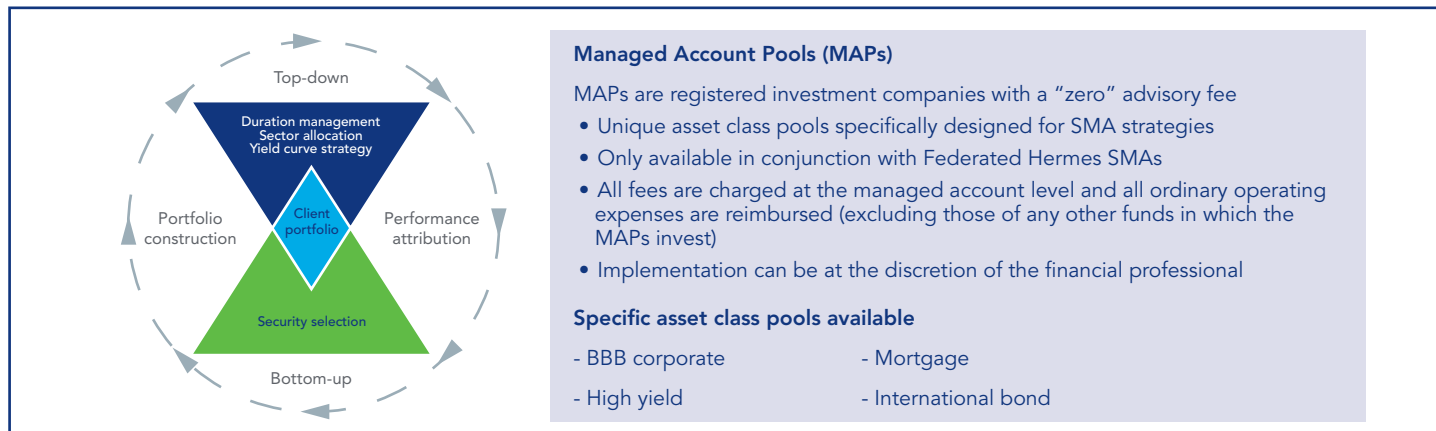 Top-down
Duration management
Sector allocation
Yield curve strategy
Portfolio
construction
Client
portfolio
Performance
attribution
Security selection
Bottom-up
Managed Account Pools (MAPs)
MAPs are registered investment companies with a “zero” advisory fee
• Unique asset class pools specifically designed for SMA strategies
• Only available in conjunction with Federated Hermes SMAs
• All fees are charged at the managed account level and all ordinary operating
expenses are reimbursed (excluding those of any other funds in which the
MAPs invest)
• Implementation can be at the discretion of the financial professional
Specific asset class pools available
- BBB corporate - Mortgage
- High yield - International bond